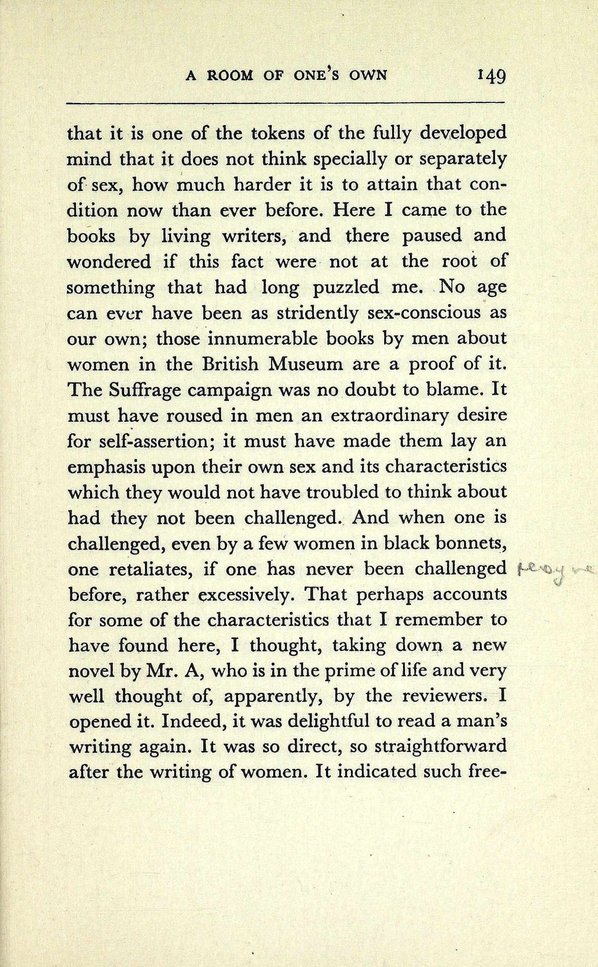 A ROOM OF ONE'S OWN 149
that it is one of the tokens of the fully developed
mind that it does not think specially or separately
of sex, how much harder it is to attain that con-
dition now than ever before. Here I came to the
books by living writers, and there paused and
wondered if this fact were not at the root of
something that had long puzzled me. No age
can ever have been as stridently sex-conscious as
our own; those innumerable books by men about
women in the British Museum are a proof of it.
The Suffrage campaign was no doubt to blame. It
must have roused in men an extraordinary desire
for self-assertion; it must have made them lay an
emphasis upon their own sex and its characteristics
which they would not have troubled to think about
had they not been challenged. And when one is
challenged, even by a few women in black bonnets,
one retaliates, if one has never been challenged
before, rather excessively. That perhaps accounts
for some of the characteristics that I remember to
have found here, I thought, taking down a new
novel by Mr. A, who is in the prime of life and very
well thought of, apparently, by the reviewers. I
opened it. Indeed, it was delightful to read a man's
writing again. It was so direct, so straightforward
after the writing of women. It indicated such free-